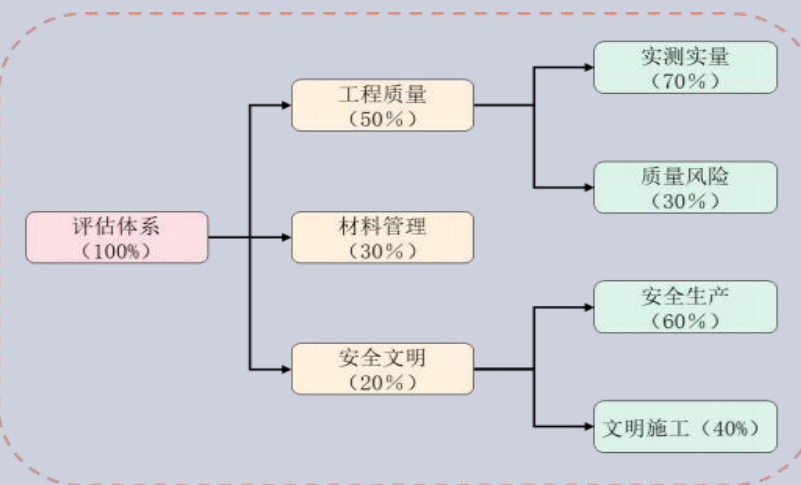 实测实量
（70%）
工程质量
（50%）
质量风险
（30%）
评估体系
（100%）
材料管理
（30%）
安全生产
（60%）
安全文明
（20%）
文明施工（40%）